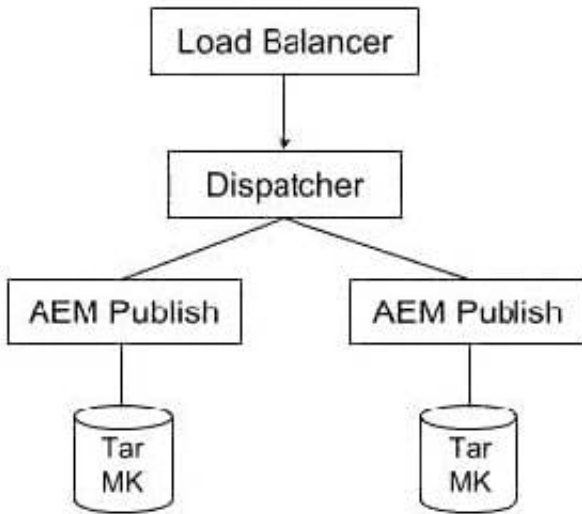 Load Balancer
Dispatcher
AEM Publish
AEM Publish
Tar
MK
Tar
MK